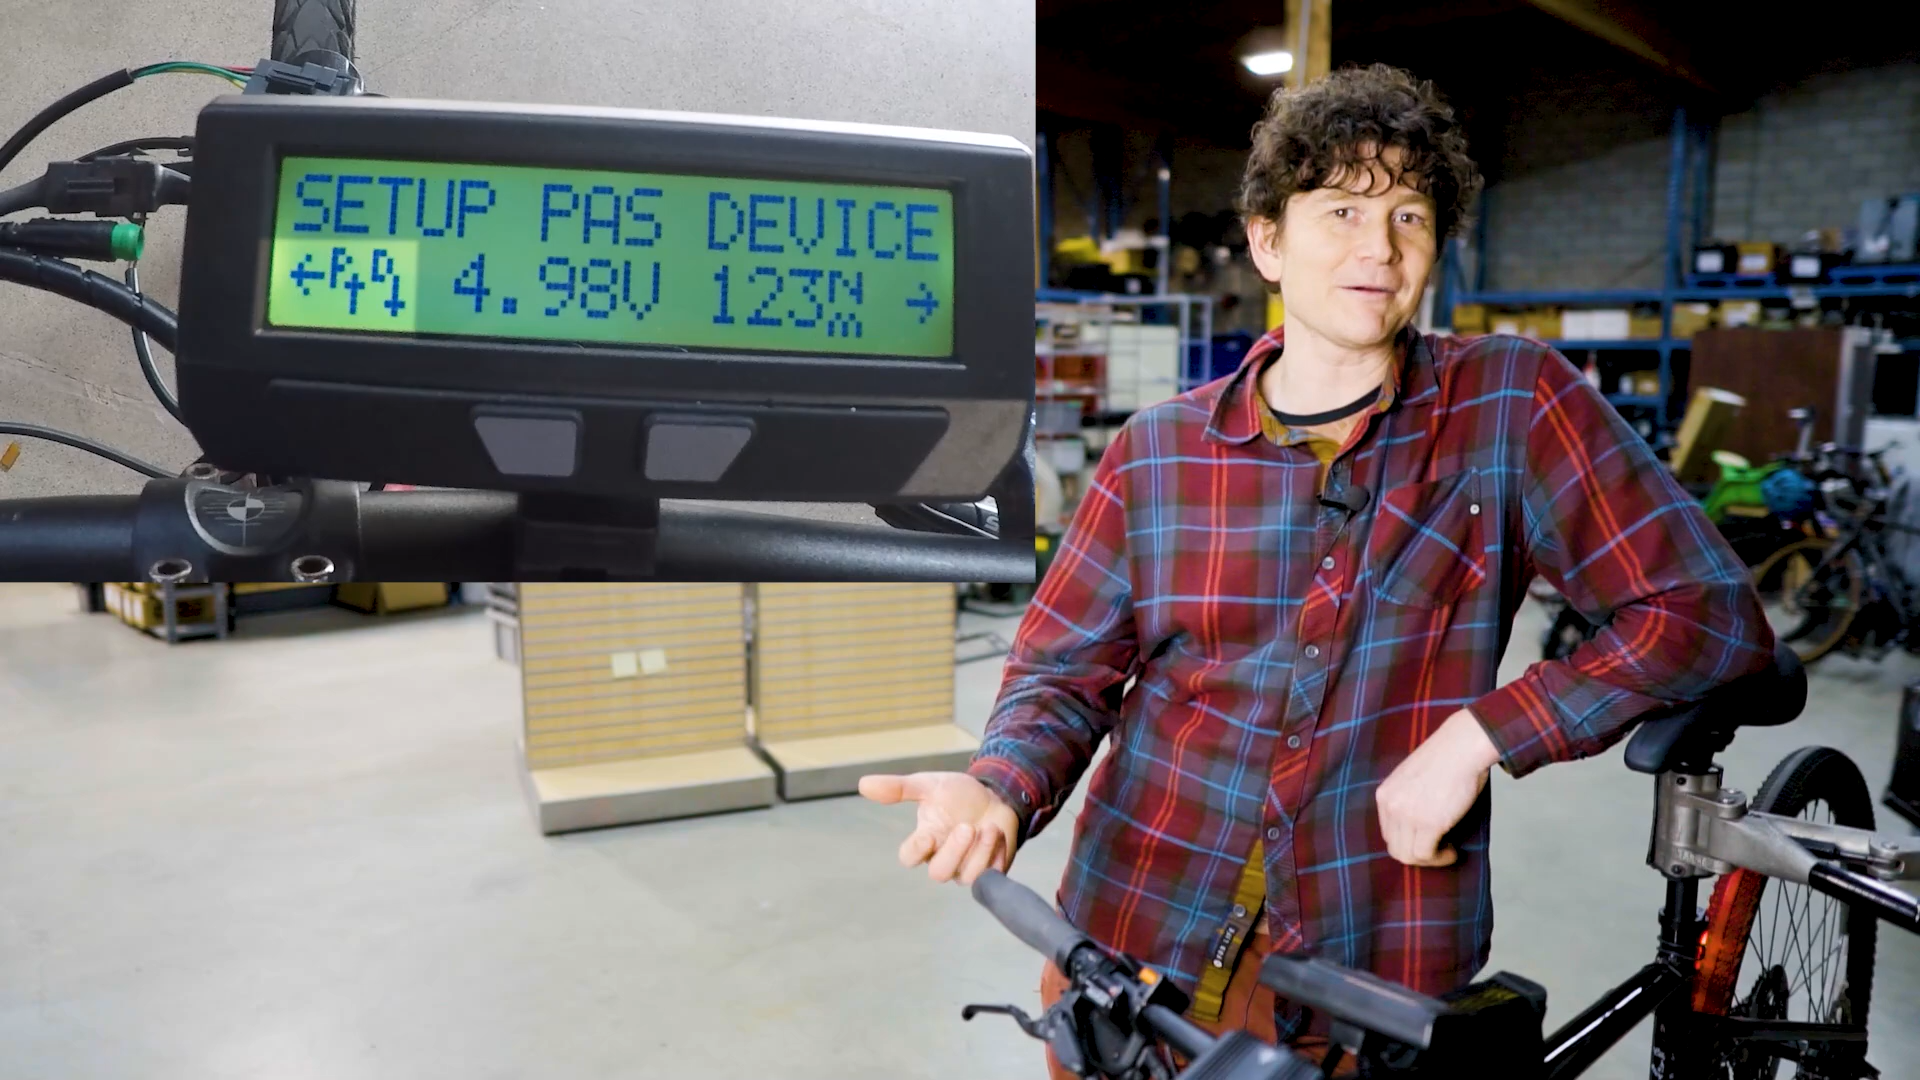 SETUP PAS DEVICE
←P↑ D↓ 4.98V 123Nm →